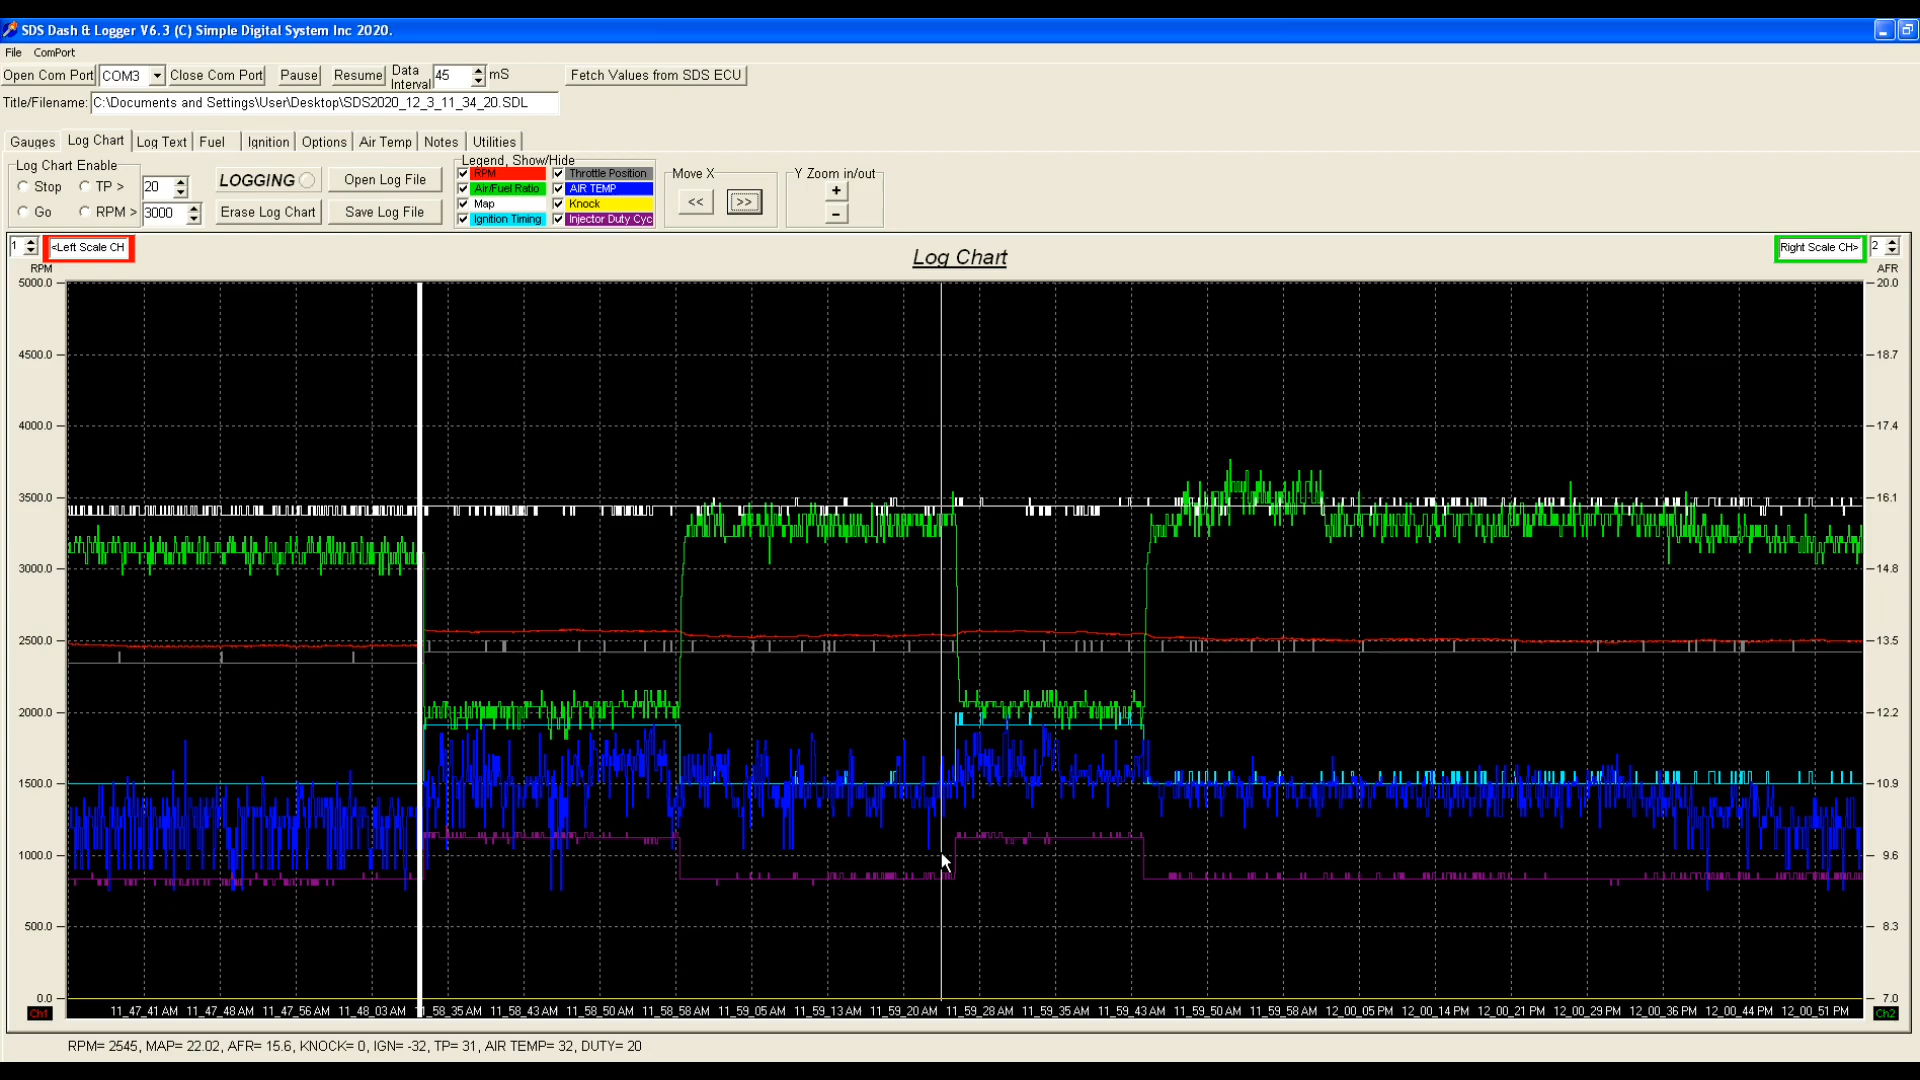 SDS Dash & Logger V6.3 (C) Simple Digital System Inc 2020.
File ComPort
Open Com Port COM3 Close Com Port Pause Resume Data Interval 45 mS Fetch Values from SDS ECU
Title/Filename: C:\Documents and Settings\User\Desktop\SDS2020_12_3_11_34_20.SDL
Gauges Log Chart Log Text Fuel Ignition Options Air Temp Notes Utilities
Log Chart Enable
Stop TP > 20
Go RPM > 3000
LOGGING Open Log File
Erase Log Chart Save Log File
Legend, Show/Hide
RPM Throttle Position
Air/Fuel Ratio AIR TEMP
Map Knock
Ignition Timing Injector Duty Cyc
Move X
<< >>
Y Zoom in/out
+
-
1 <Left Scale CH
Log Chart
Right Scale CH> 2
RPM
AFR
5000.0 20.0
4500.0 18.7
4000.0 17.4
3500.0 16.1
3000.0 14.8
2500.0 13.5
2000.0 12.2
1500.0 10.9
1000.0 9.6
500.0 8.3
0.0 7.0
Ch1 11_47_41 AM 11_47_48 AM 11_47_56 AM 11_48_03 AM 1_58_35 AM 11_58_43 AM 11_58_50 AM 11_58_58 AM 11_59_05 AM 11_59_13 AM 11_59_20 AM 11_59_28 AM 11_59_35 AM 11_59_43 AM 11_59_50 AM 11_59_58 AM 12_00_06 PM 12_00_14 PM 12_00_21 PM 12_00_29 PM 12_00_36 PM 12_00_44 PM 12_00_51 PM Ch2
RPM= 2545, MAP= 22.02, AFR= 15.6, KNOCK= 0, IGN= -32, TP= 31, AIR TEMP= 32, DUTY= 20